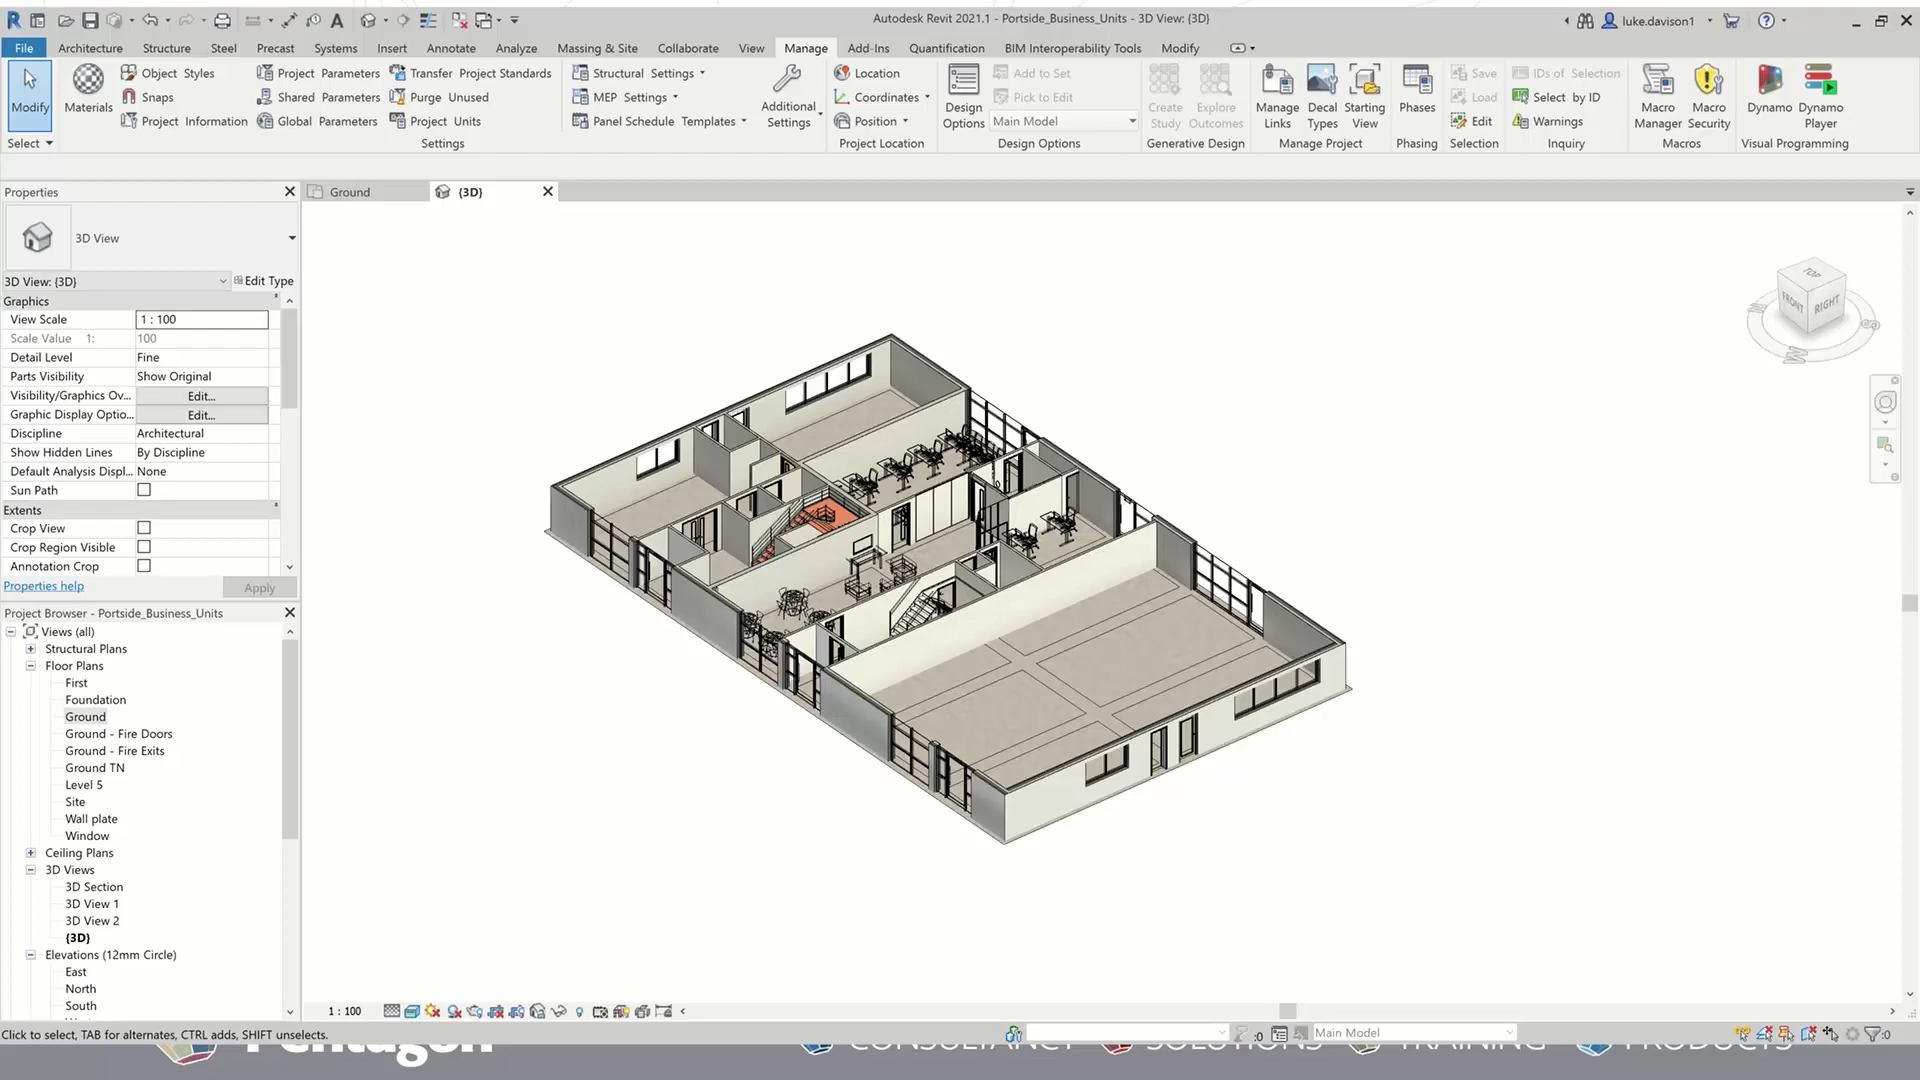 Autodesk Revit 2021.1 - Portside_Business_Units - 3D View: {3D}
luke.davison1
File Architecture Structure Steel Precast Systems Insert Annotate Analyze Massing & Site Collaborate View Manage Add-Ins Quantification BIM Interoperability Tools Modify
Modify
Select
Materials
Object Styles
Snaps
Project Information
Project Parameters
Shared Parameters
Global Parameters
Transfer Project Standards
Purge Unused
Project Units
Structural Settings
MEP Settings
Panel Schedule Templates
Additional
Settings
Settings
Location
Coordinates
Position
Project Location
Design
Options
Add to Set
Pick to Edit
Main Model
Design Options
Create
Study
Explore
Outcomes
Generative Design
Manage
Links
Decal
Types
Starting
View
Manage Project
Phases
Phasing
Save
Load
Edit
Selection
IDs of Selection
Select by ID
Warnings
Inquiry
Macro
Manager
Macro
Security
Macros
Dynamo
Dynamo
Player
Visual Programming
Properties
3D View
3D View: {3D} Edit Type
Graphics
View Scale 1 : 100
Scale Value 1: 100
Detail Level Fine
Parts Visibility Show Original
Visibility/Graphics Ov... Edit...
Graphic Display Optio... Edit...
Discipline Architectural
Show Hidden Lines By Discipline
Default Analysis Displ... None
Sun Path
Extents
Crop View
Crop Region Visible
Annotation Crop
Properties help Apply
Project Browser - Portside_Business_Units
Views (all)
Structural Plans
Floor Plans
First
Foundation
Ground
Ground - Fire Doors
Ground - Fire Exits
Ground TN
Level 5
Site
Wall plate
Window
Ceiling Plans
3D Views
3D Section
3D View 1
3D View 2
{3D}
Elevations (12mm Circle)
East
North
South
Ground {3D}
TOP
FRONT RIGHT
W
1 : 100
Click to select, TAB for alternates, CTRL adds, SHIFT unselects.
:0
Main Model
:0
Pentagon CONSULTANCY SOLUTIONS TRAINING PRODUCTS